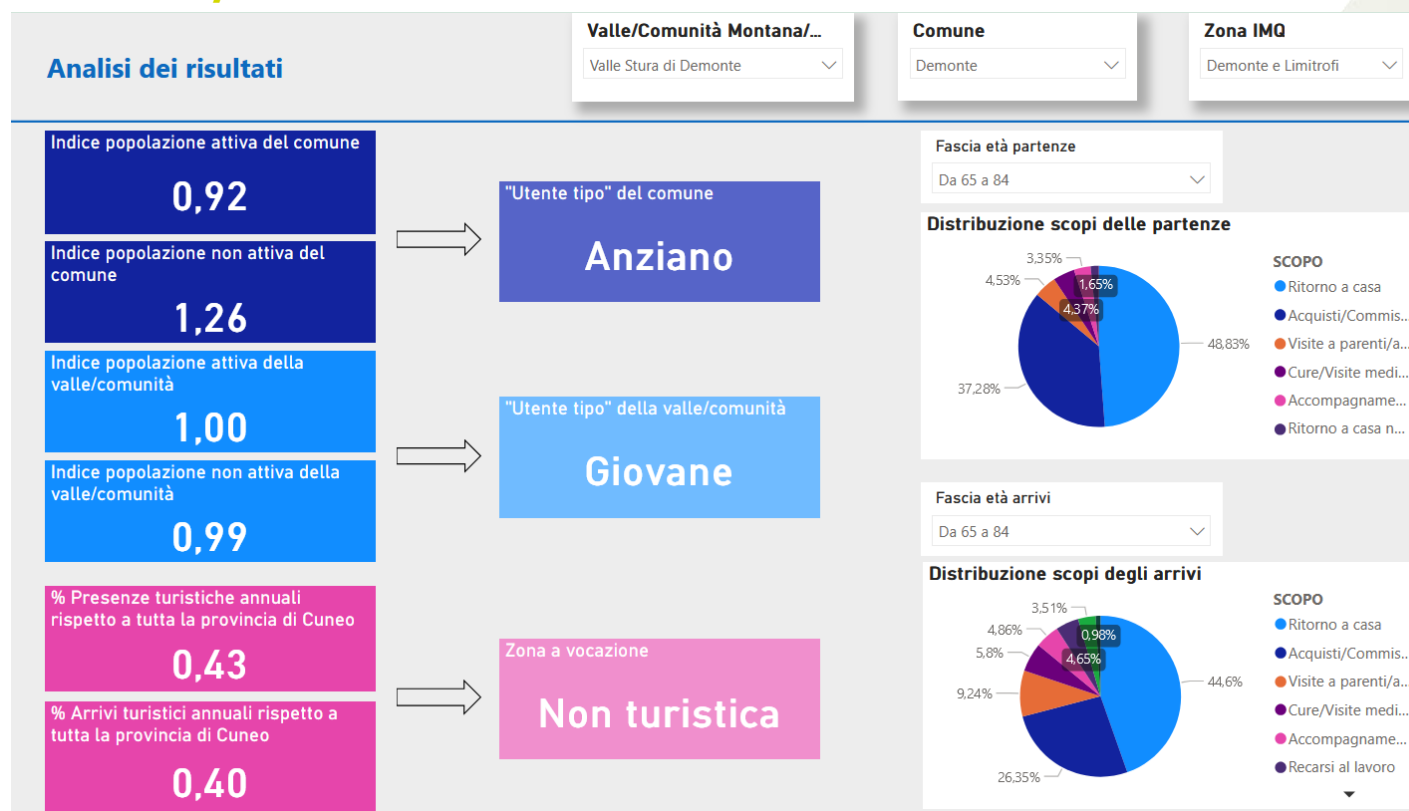 Valle/Comunità Montana/...
Comune
Zona IMQ
Analisi dei risultati
Valle Stura di Demonte
Demonte
Demonte e Limitrofi
Indice popolazione attiva del comune
0,92
Indice popolazione non attiva del
comune
1,26
"Utente tipo" del comune
Anziano
Indice popolazione attiva della
valle/comunità
1,00
Indice popolazione non attiva della
valle/comunità
0,99
"Utente tipo" della valle/comunità
Giovane
% Presenze turistiche annuali
rispetto a tutta la provincia di Cuneo
0,43
% Arrivi turistici annuali rispetto a
tutta la provincia di Cuneo
0,40
Zona a vocazione
Non turistica
Fascia età partenze
Da 65 a 84
Distribuzione scopi delle partenze
3,35%
4,53%
1,65%
4,37%
48,83%
37,28%
SCOPO
Ritorno a casa
Acquisti/Commis...
Visite a parenti/a...
Cure/Visite medi...
Accompagname...
Ritorno a casa n...
Fascia età arrivi
Da 65 a 84
Distribuzione scopi degli arrivi
3,51%
4,86%
0,98%
5,8%
4,65%
9,24%
44,6%
26,35%
SCOPO
Ritorno a casa
Acquisti/Commis...
Visite a parenti/a...
Cure/Visite medi...
Accompagname...
Recarsi al lavoro